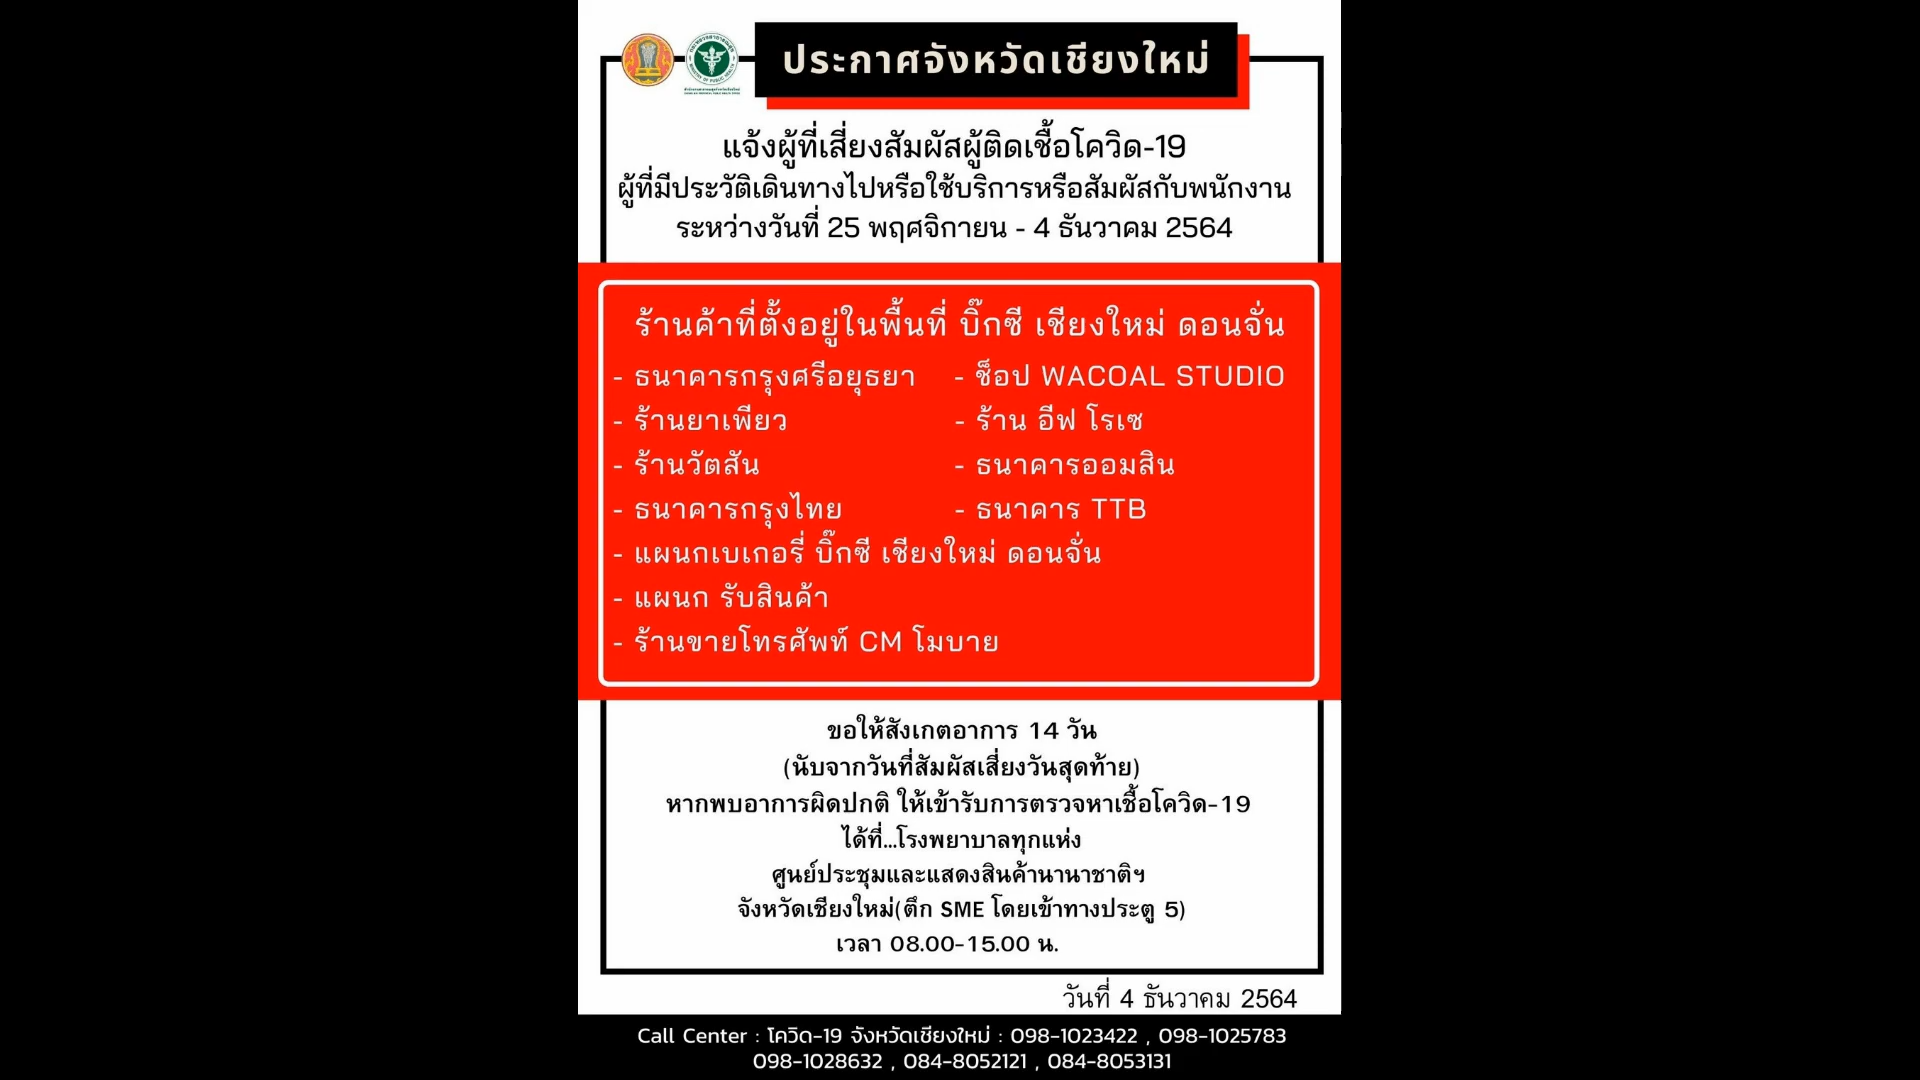 ประกาศจังหวัดเชียงใหม่
แจ้งผู้ที่เสี่ยงสัมผัสผู้ติดเชื้อโควิด-19
ผู้ที่มีประวัติเดินทางไปหรือใช้บริการหรือสัมผัสกับพนักงาน
ระหว่างวันที่ 25 พฤศจิกายน - 4 ธันวาคม 2564
ร้านค้าที่ตั้งอยู่ในพื้นที่ บิ๊กซี เชียงใหม่ ดอนจั่น
- ธนาคารกรุงศรีอยุธยา - ช็อป WACOAL STUDIO
- ร้านยาเพียว - ร้าน อีฟ โรเซ
- ร้านวัตสัน - ธนาคารออมสิน
- ธนาคารกรุงไทย - ธนาคาร TTB
- แผนกเบเกอรี่ บิ๊กซี เชียงใหม่ ดอนจั่น
- แผนก รับสินค้า
- ร้านขายโทรศัพท์ CM โมบาย
ขอให้สังเกตอาการ 14 วัน
(นับจากวันที่สัมผัสเสี่ยงวันสุดท้าย)
หากพบอาการผิดปกติ ให้เข้ารับการตรวจหาเชื้อโควิด-19
ได้ที่...โรงพยาบาลทุกแห่ง
ศูนย์ประชุมและแสดงสินค้านานาชาติฯ
จังหวัดเชียงใหม่(ตึก SME โดยเข้าทางประตู 5)
เวลา 08.00-15.00 น.
วันที่ 4 ธันวาคม 2564
Call Center : โควิด-19 จังหวัดเชียงใหม่ : 098-1023422 , 098-1025783
098-1028632 , 084-8052121 , 084-8053131